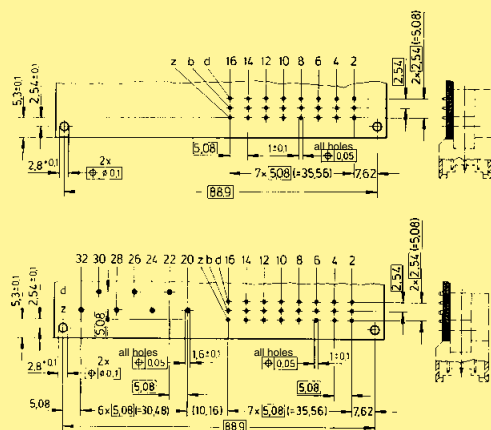 z b d 16 14 12 10 8 6 4 2
5,3±0,1
2,54±0,1
2,54
2×2,54(=5,08)
5,08
1±0,1
all holes
⌖ 0,05
2,8+0,1
2x
⌖ ø 0,1
7×5,08(=35,56)
7,62
88,9
32 30 28 26 24 22 20 z b d 16 14 12 10 8 6 4 2
d
z
5,3±0,1
2,54±0,1
5,08
2,54
2×2,54(=5,08)
2,8+0,1
2x
⌖ ø 0,1
all holes
⌖ 0,05
1,6±0,1
all holes
⌖ 0,05
1±0,1
5,08
5,08
5,08
6×5,08(=30,48)
(10,16)
7×5,08(=35,56)
7,62
88,9